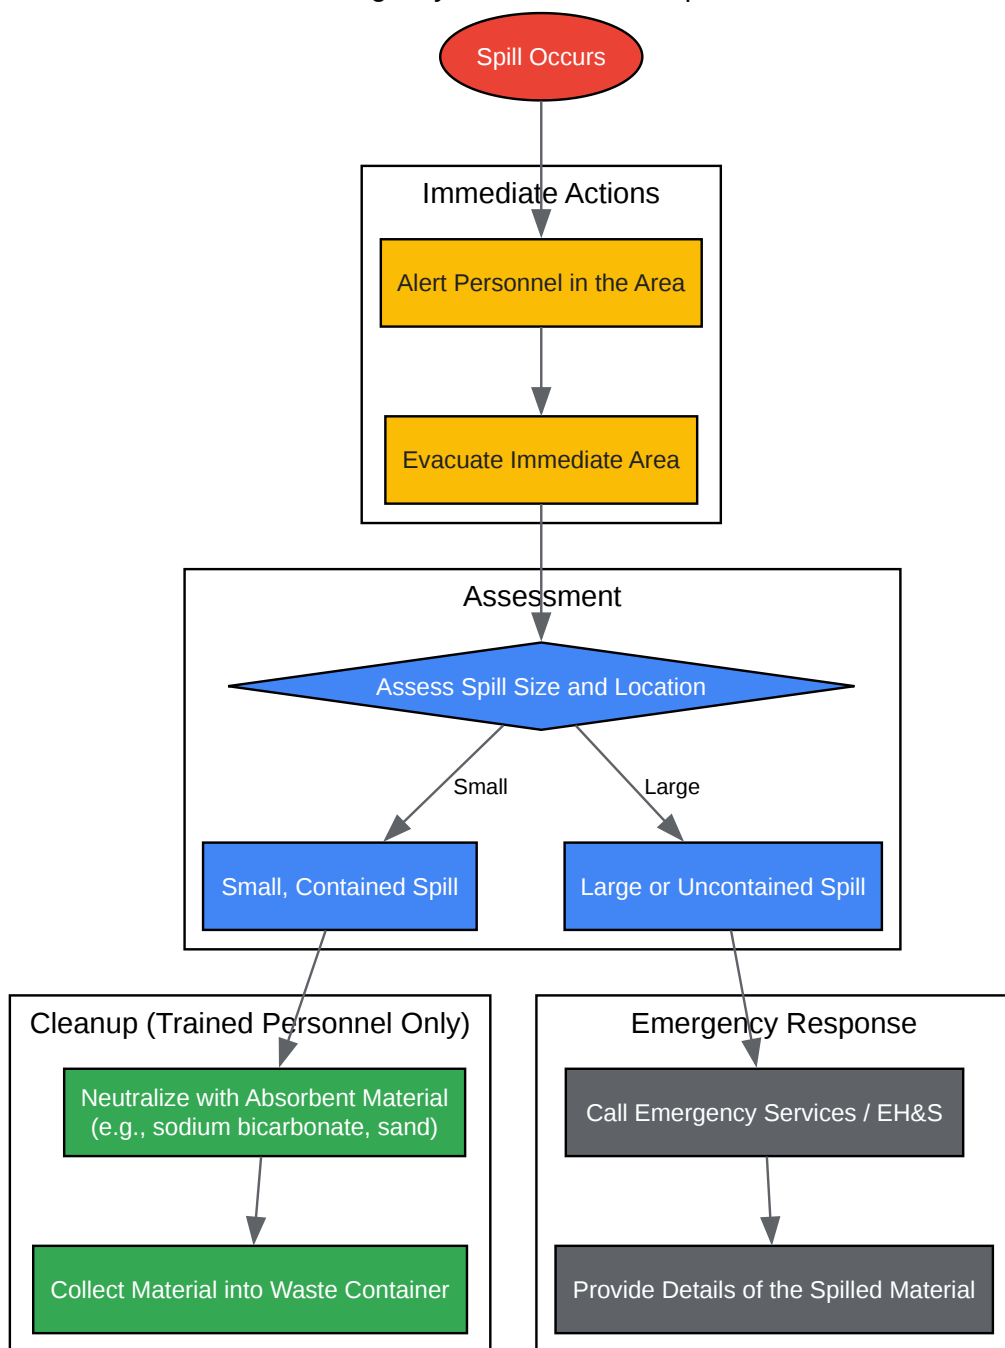 Spill Occurs
Immediate Actions
Alert Personnel in the Area
Evacuate Immediate Area
Assessment
Assess Spill Size and Location
Small
Large
Small, Contained Spill
Large or Uncontained Spill
Cleanup (Trained Personnel Only)
Neutralize with Absorbent Material
(e.g., sodium bicarbonate, sand)
Collect Material into Waste Container
Emergency Response
Call Emergency Services / EH&S
Provide Details of the Spilled Material